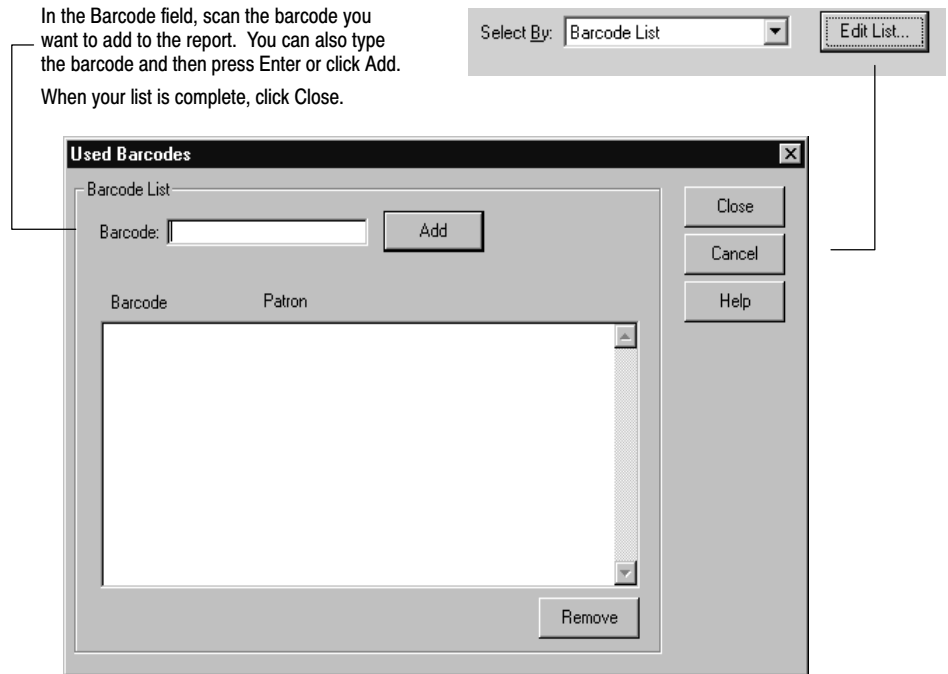 In the Barcode field, scan the barcode you
want to add to the report. You can also type
the barcode and then press Enter or click Add.
When your list is complete, click Close.
Select By: Barcode List Edit List...
Used Barcodes
Barcode List
Barcode: Add
Close
Cancel
Help
Barcode Patron
Remove